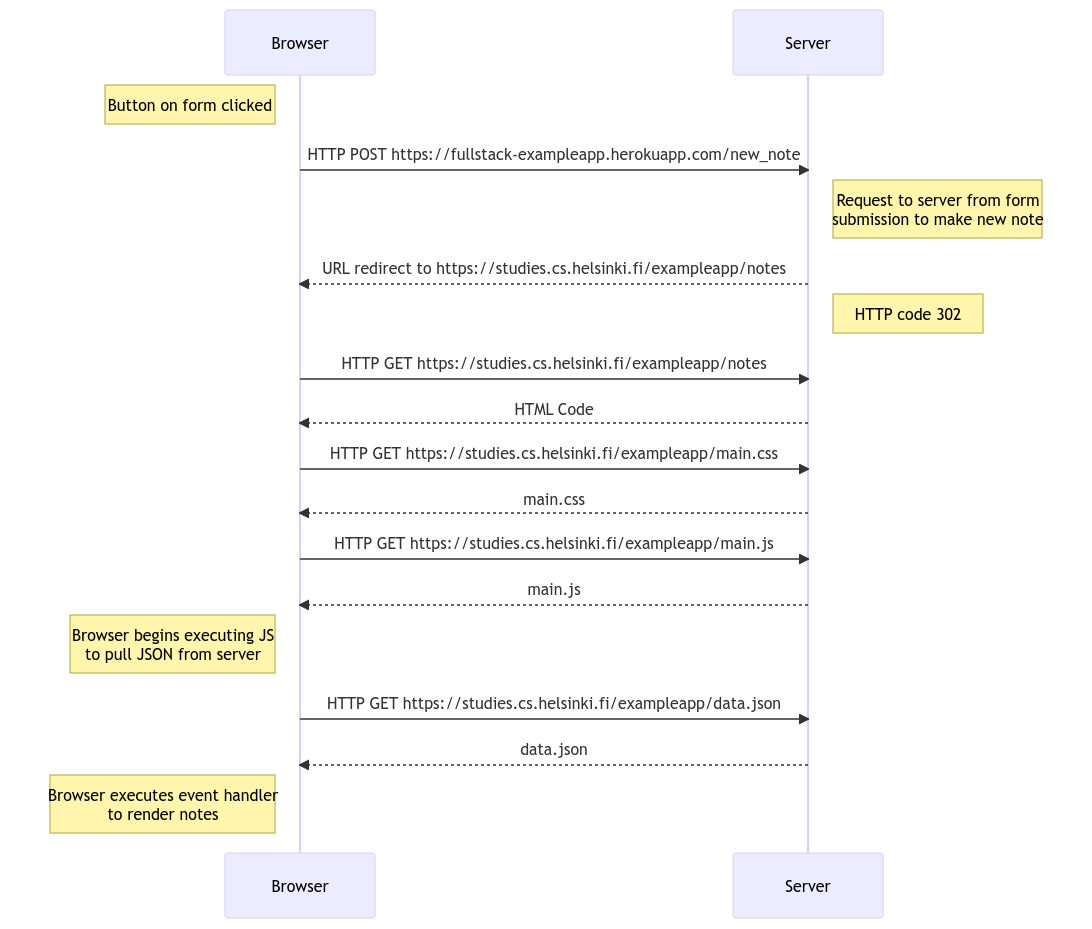 Browser
Server
Button on form clicked
HTTP POST https://fullstack-exampleapp.herokuapp.com/new_note
Request to server from form
submission to make new note
URL redirect to https://studies.cs.helsinki.fi/exampleapp/notes
HTTP code 302
HTTP GET https://studies.cs.helsinki.fi/exampleapp/notes
HTML Code
HTTP GET https://studies.cs.helsinki.fi/exampleapp/main.css
main.css
HTTP GET https://studies.cs.helsinki.fi/exampleapp/main.js
main.js
Browser begins executing JS
to pull JSON from server
HTTP GET https://studies.cs.helsinki.fi/exampleapp/data.json
data.json
Browser executes event handler
to render notes
Browser
Server